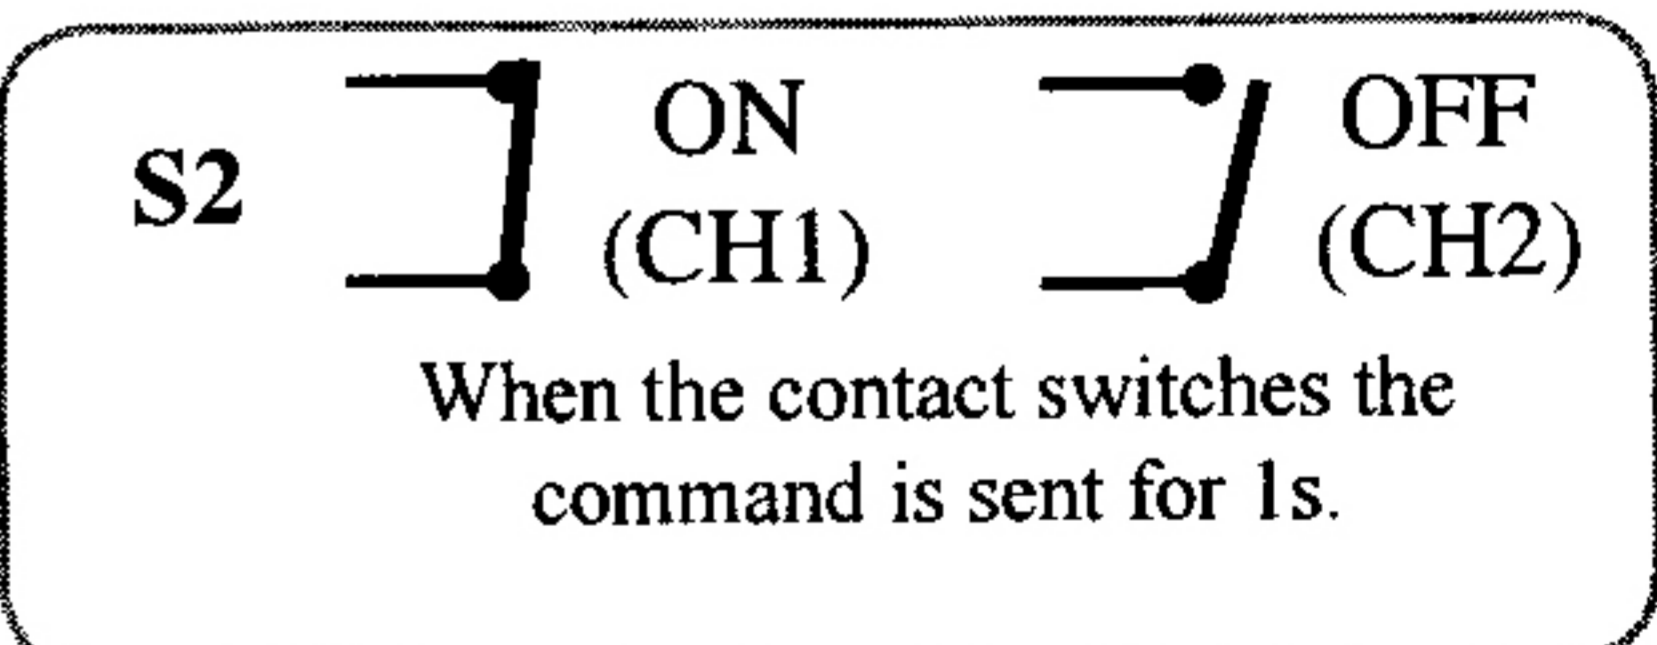 S2
ON
(CH1)
OFF
(CH2)
When the contact switches the
command is sent for 1s.